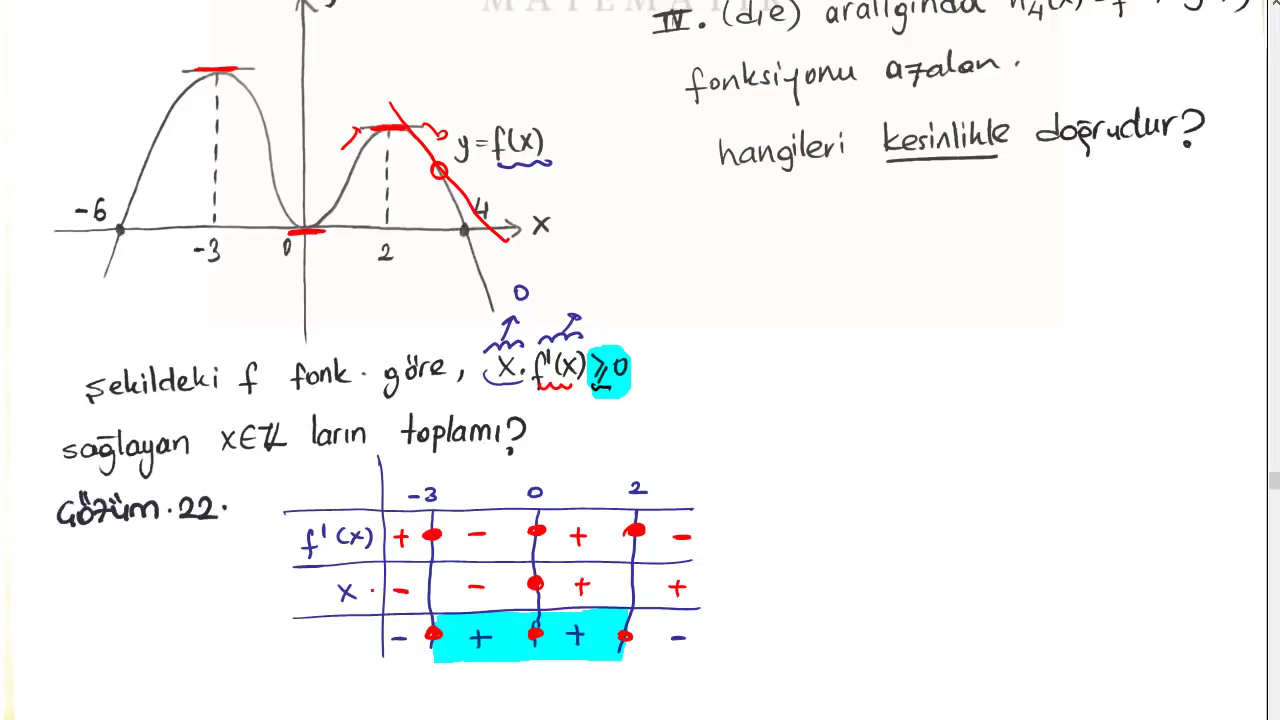 MATEMATİK
y
y=f(x)
-6
4
x
-3
0
2
0
IV. (d,e) aralığında
fonksiyonu azalan.
hangileri kesinlikle doğrudur?
şekildeki f fonk. göre, x.f'(x)≥0
sağlayan x∈ℤ ların toplamı?
Çözüm.22.
-3 0 2
f'(x) + - + -
x - - + +
- + + -